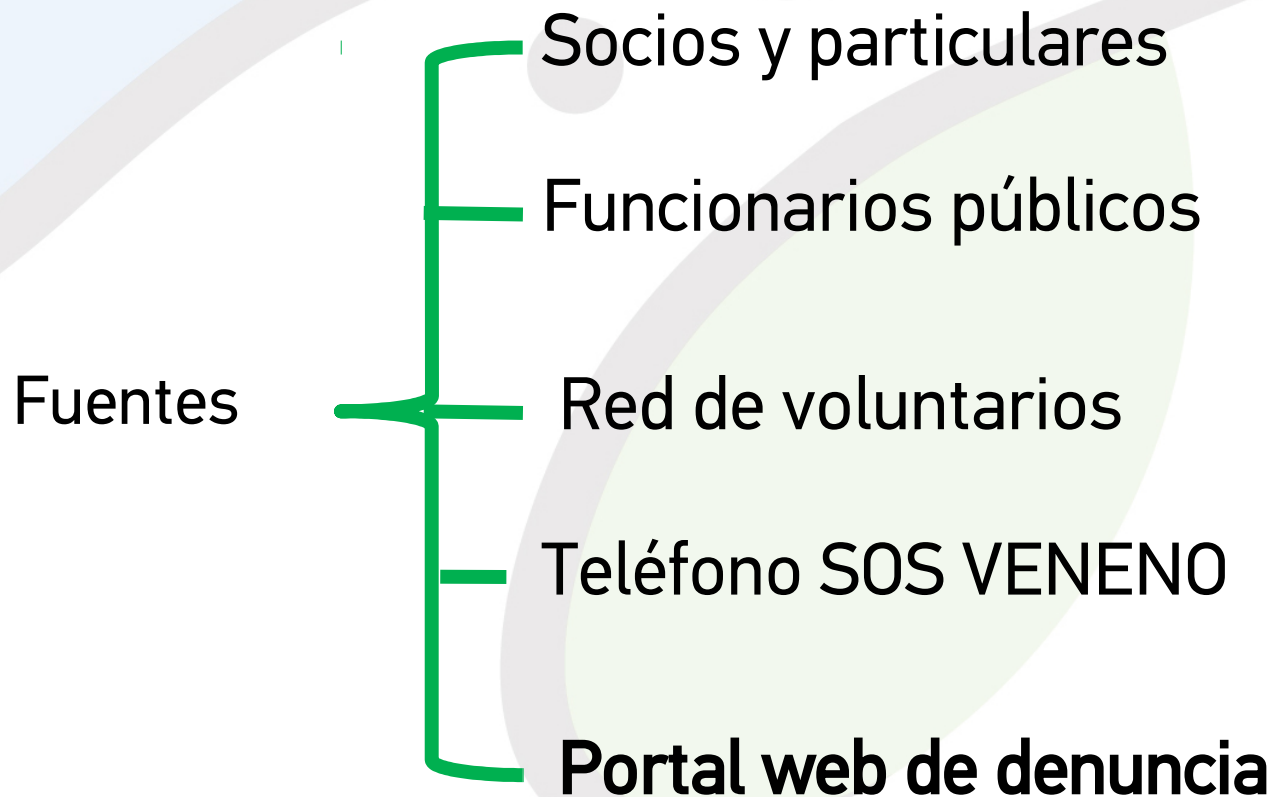 Socios y particulares
Funcionarios públicos
Fuentes
Red de voluntarios
Teléfono SOS VENENO
Portal web de denuncia